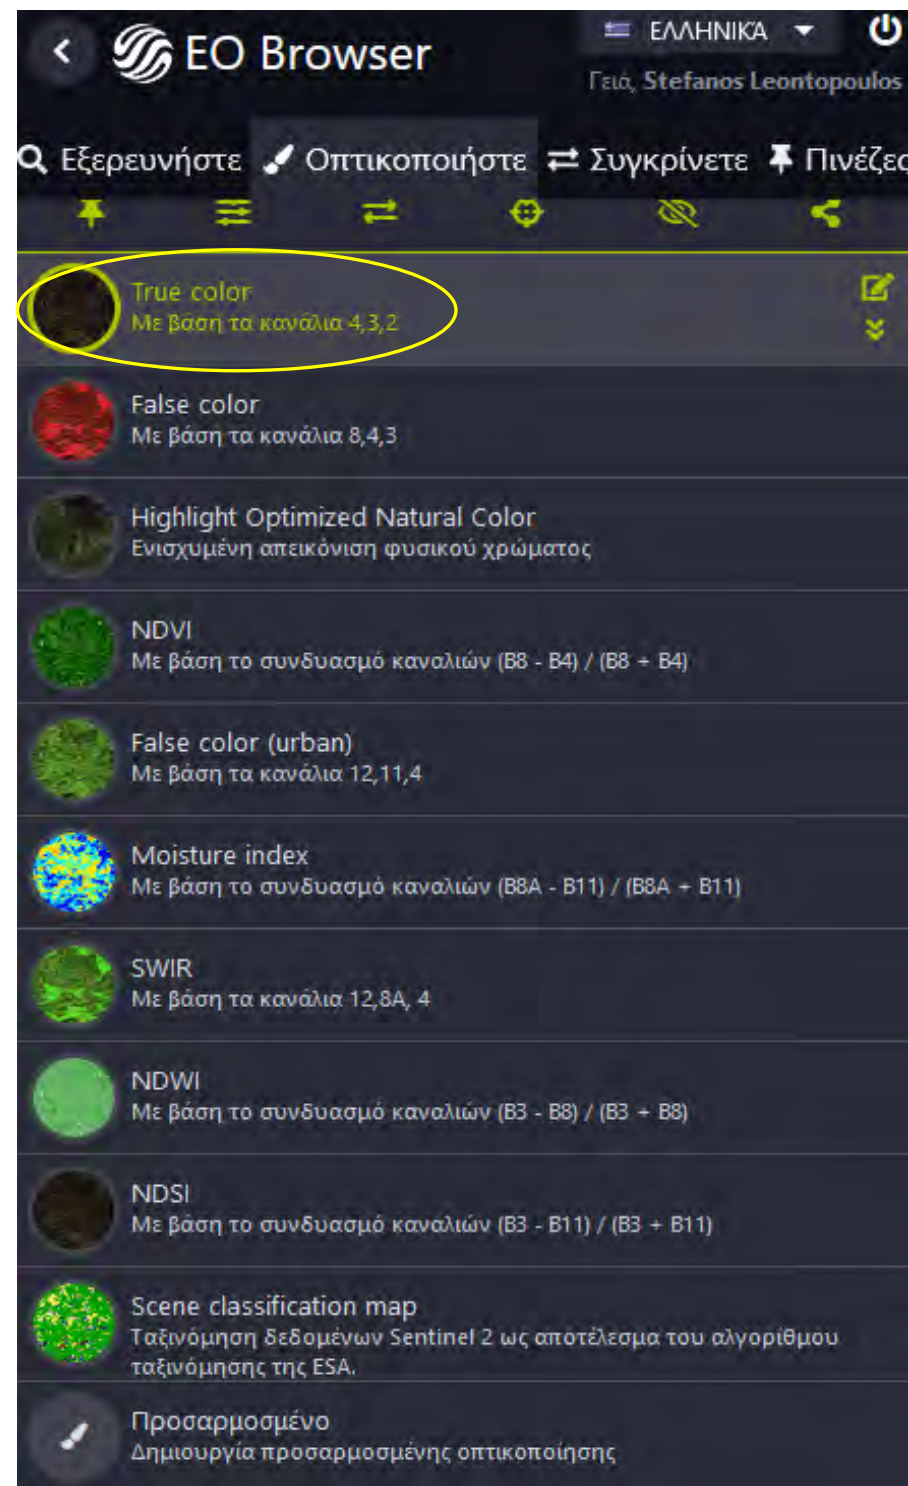 EO Browser
ΕΛΛΗΝΙΚΆ
Γειά, Stefanos Leontopoulos
Εξερευνήστε Οπτικοποιήστε Συγκρίνετε Πινέζες
True color
Με βάση τα κανάλια 4,3,2
False color
Με βάση τα κανάλια 8,4,3
Highlight Optimized Natural Color
Ενισχυμένη απεικόνιση φυσικού χρώματος
NDVI
Με βάση το συνδυασμό καναλιών (B8 - B4) / (B8 + B4)
False color (urban)
Με βάση τα κανάλια 12,11,4
Moisture index
Με βάση το συνδυασμό καναλιών (B8A - B11) / (B8A + B11)
SWIR
Με βάση τα κανάλια 12,8A, 4
NDWI
Με βάση το συνδυασμό καναλιών (B3 - B8) / (B3 + B8)
NDSI
Με βάση το συνδυασμό καναλιών (B3 - B11) / (B3 + B11)
Scene classification map
Ταξινόμηση δεδομένων Sentinel 2 ως αποτέλεσμα του αλγορίθμου
ταξινόμησης της ESA.
Προσαρμοσμένο
Δημιουργία προσαρμοσμένης οπτικοποίησης